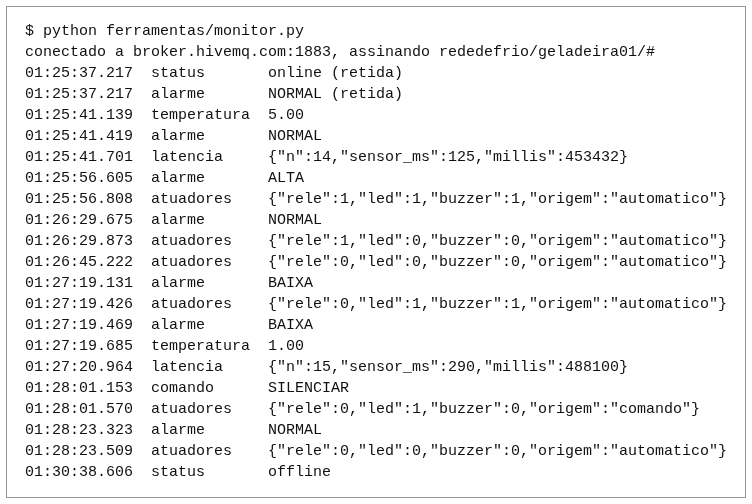 $ python ferramentas/monitor.py
conectado a broker.hivemq.com:1883, assinando rededefrio/geladeira01/#
01:25:37.217  status       online (retida)
01:25:37.217  alarme       NORMAL (retida)
01:25:41.139  temperatura  5.00
01:25:41.419  alarme       NORMAL
01:25:41.701  latencia     {"n":14,"sensor_ms":125,"millis":453432}
01:25:56.605  alarme       ALTA
01:25:56.808  atuadores    {"rele":1,"led":1,"buzzer":1,"origem":"automatico"}
01:26:29.675  alarme       NORMAL
01:26:29.873  atuadores    {"rele":1,"led":0,"buzzer":0,"origem":"automatico"}
01:26:45.222  atuadores    {"rele":0,"led":0,"buzzer":0,"origem":"automatico"}
01:27:19.131  alarme       BAIXA
01:27:19.426  atuadores    {"rele":0,"led":1,"buzzer":1,"origem":"automatico"}
01:27:19.469  alarme       BAIXA
01:27:19.685  temperatura  1.00
01:27:20.964  latencia     {"n":15,"sensor_ms":290,"millis":488100}
01:28:01.153  comando      SILENCIAR
01:28:01.570  atuadores    {"rele":0,"led":1,"buzzer":0,"origem":"comando"}
01:28:23.323  alarme       NORMAL
01:28:23.509  atuadores    {"rele":0,"led":0,"buzzer":0,"origem":"automatico"}
01:30:38.606  status       offline